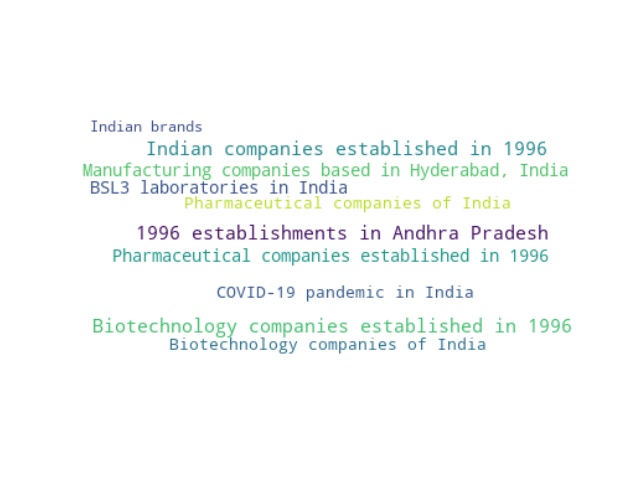 Indian brands
Indian companies established in 1996
Manufacturing companies based in Hyderabad, India
BSL3 laboratories in India
Pharmaceutical companies of India
1996 establishments in Andhra Pradesh
Pharmaceutical companies established in 1996
COVID-19 pandemic in India
Biotechnology companies established in 1996
Biotechnology companies of India